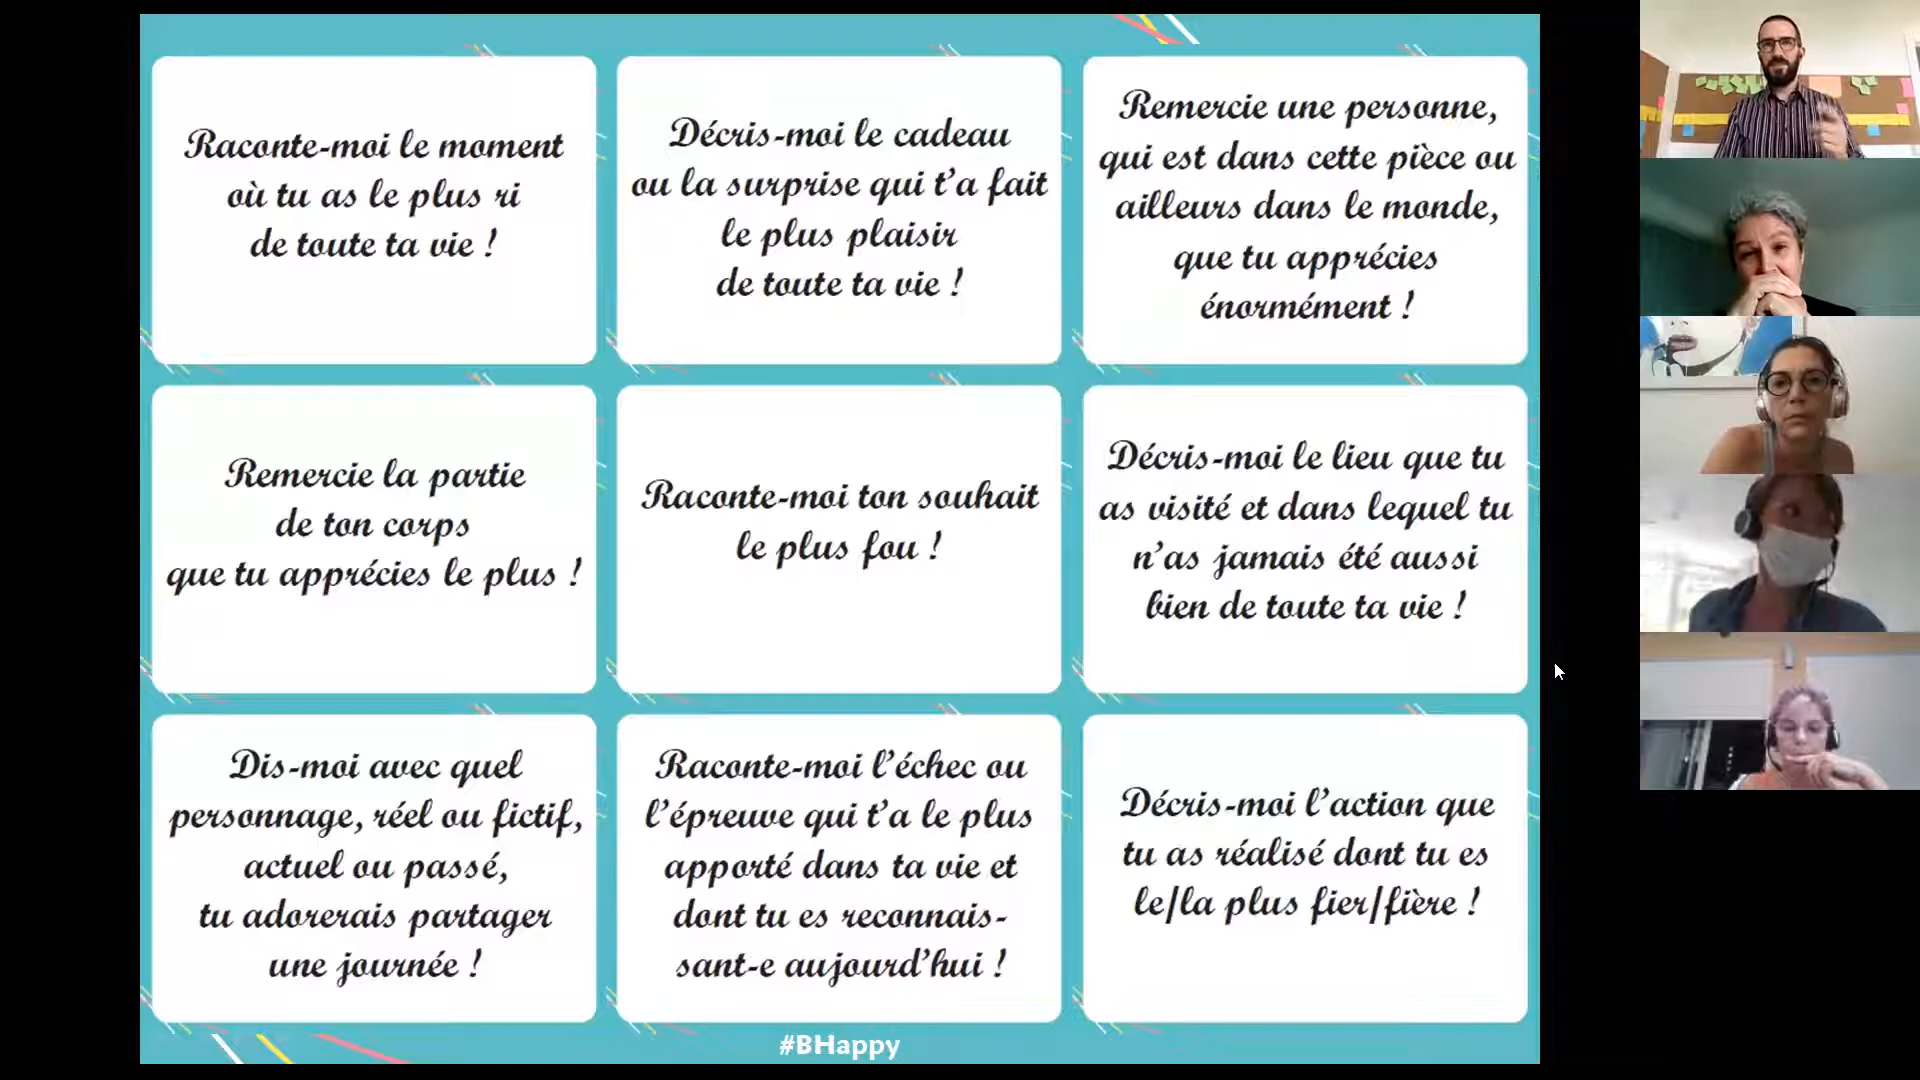 Raconte-moi le moment
où tu as le plus ri
de toute ta vie !
Décris-moi le cadeau
ou la surprise qui t'a fait
le plus plaisir
de toute ta vie !
Remercie une personne,
qui est dans cette pièce ou
ailleurs dans le monde,
que tu apprécies
énormément !
Remercie la partie
de ton corps
que tu apprécies le plus !
Raconte-moi ton souhait
le plus fou !
Décris-moi le lieu que tu
as visité et dans lequel tu
n'as jamais été aussi
bien de toute ta vie !
Dis-moi avec quel
personnage, réel ou fictif,
actuel ou passé,
tu adorerais partager
une journée !
Raconte-moi l'échec ou
l'épreuve qui t'a le plus
apporté dans ta vie et
dont tu es reconnais-
sant-e aujourd'hui !
Décris-moi l'action que
tu as réalisé dont tu es
le/la plus fier/fière !
#BHappy